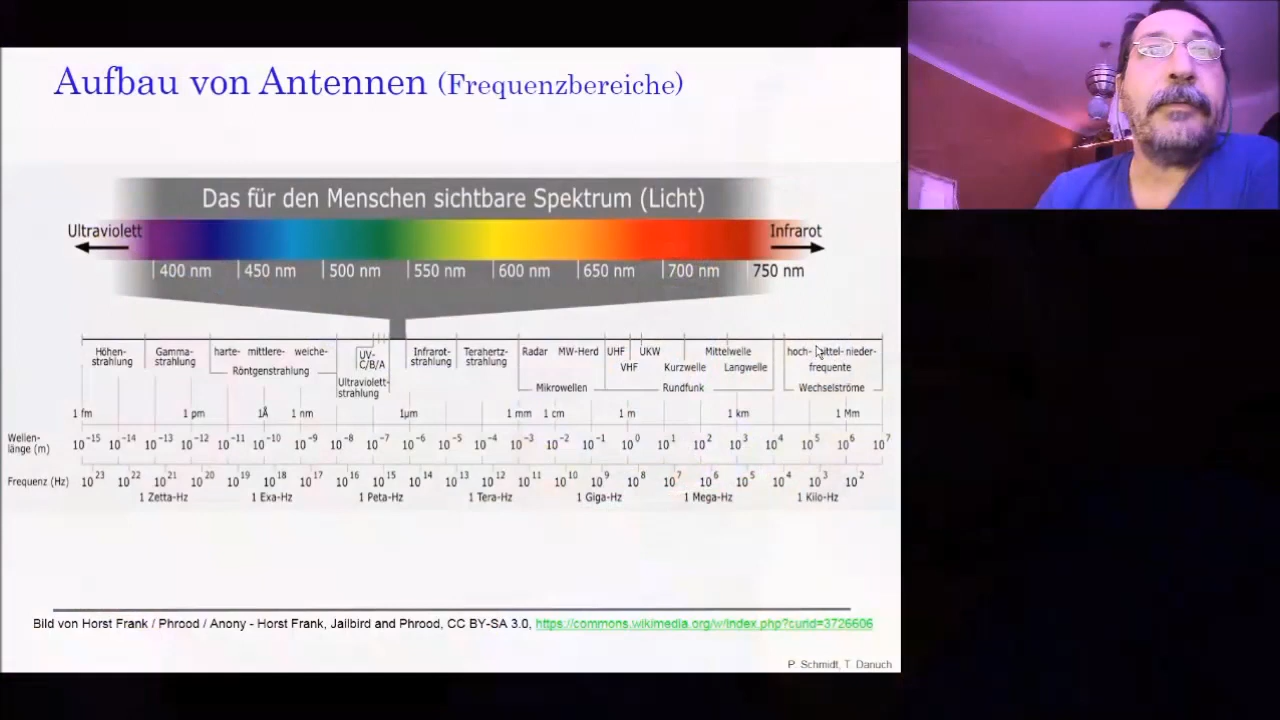 Aufbau von Antennen (Frequenzbereiche)
Das für den Menschen sichtbare Spektrum (Licht)
Ultraviolett
Infrarot
400 nm 450 nm 500 nm 550 nm 600 nm 650 nm 700 nm 750 nm
Höhen-
strahlung
Gamma-
strahlung
harte- mittlere- weiche-
Röntgenstrahlung
UV-
C/B/A
Ultraviolett-
strahlung
Infrarot-
strahlung
Terahertz-
strahlung
Radar MW-Herd
Mikrowellen
UHF UKW Mittelwelle
VHF Kurzwelle Langwelle
Rundfunk
hoch- mittel- nieder-
frequente
Wechselströme
1 fm 1 pm 1Å 1 nm 1µm 1 mm 1 cm 1 m 1 km 1 Mm
Wellen-
länge (m)
10⁻¹⁵ 10⁻¹⁴ 10⁻¹³ 10⁻¹² 10⁻¹¹ 10⁻¹⁰ 10⁻⁹ 10⁻⁸ 10⁻⁷ 10⁻⁶ 10⁻⁵ 10⁻⁴ 10⁻³ 10⁻² 10⁻¹ 10⁰ 10¹ 10² 10³ 10⁴ 10⁵ 10⁶ 10⁷
Frequenz (Hz) 10²³ 10²² 10²¹ 10²⁰ 10¹⁹ 10¹⁸ 10¹⁷ 10¹⁶ 10¹⁵ 10¹⁴ 10¹³ 10¹² 10¹¹ 10¹⁰ 10⁹ 10⁸ 10⁷ 10⁶ 10⁵ 10⁴ 10³ 10²
1 Zetta-Hz 1 Exa-Hz 1 Peta-Hz 1 Tera-Hz 1 Giga-Hz 1 Mega-Hz 1 Kilo-Hz
Bild von Horst Frank / Phrood / Anony - Horst Frank, Jailbird and Phrood, CC BY-SA 3.0, https://commons.wikimedia.org/w/index.php?curid=3726606
P. Schmidt, T. Danuch